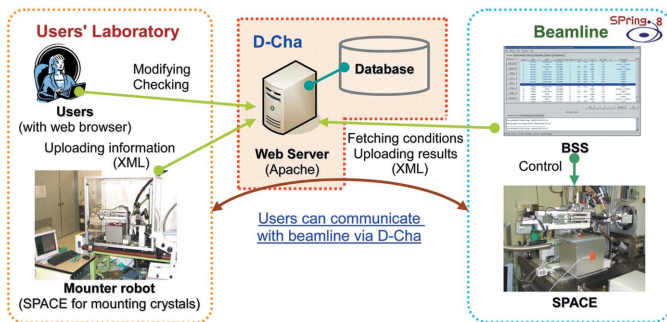 Users' Laboratory
Users
(with web browser)
Modifying
Checking
Uploading information
(XML)
Mounter robot
(SPACE for mounting crystals)
D-Cha
Database
Web Server
(Apache)
Fetching conditions
Uploading results
(XML)
Users can communicate
with beamline via D-Cha
Beamline
SPring-8
BSS
Control
SPACE